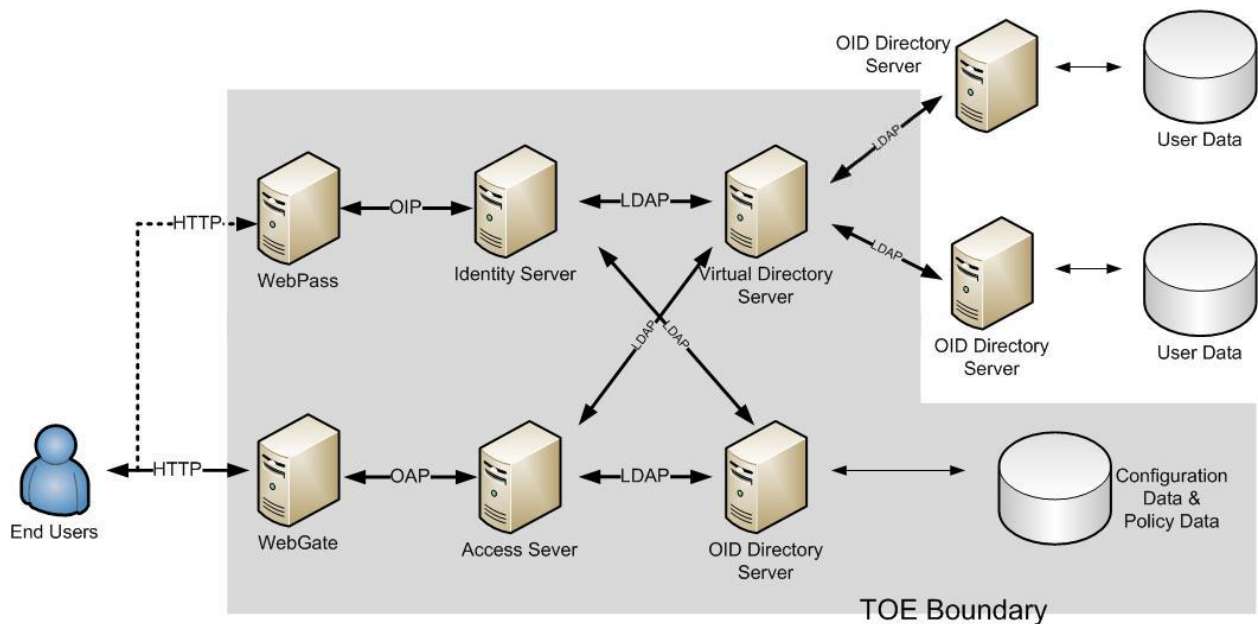 OID Directory
Server
User Data
LDAP
HTTP
WebPass
OIP
Identity Server
LDAP
Virtual Directory
Server
LDAP
OID Directory
Server
User Data
LDAP
LDAP
End Users
HTTP
WebGate
OAP
Access Sever
LDAP
OID Directory
Server
Configuration
Data &
Policy Data
TOE Boundary